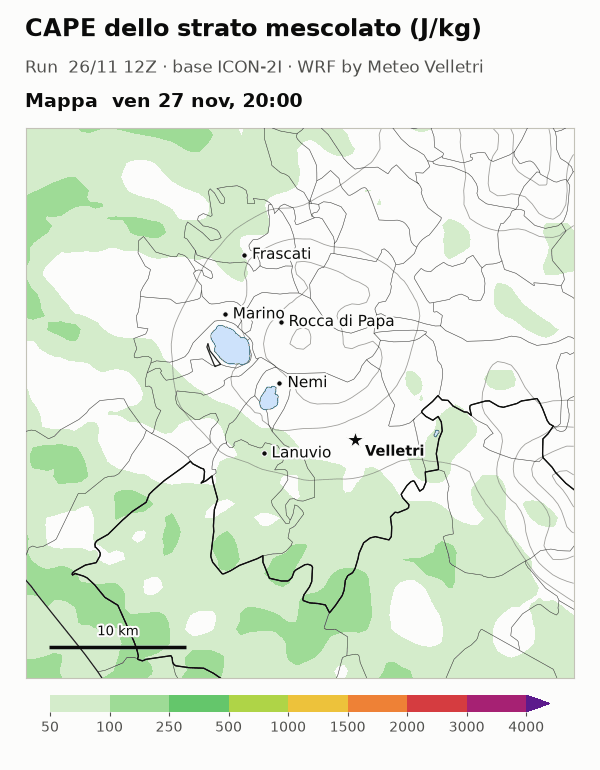 CAPE dello strato mescolato (J/kg)
Run  26/11 12Z · base ICON-2I · WRF by Meteo Velletri
Mappa  ven 27 nov, 20:00
Frascati
Marino
Rocca di Papa
Nemi
Lanuvio
Velletri
10 km
50 100 250 500 1000 1500 2000 3000 4000